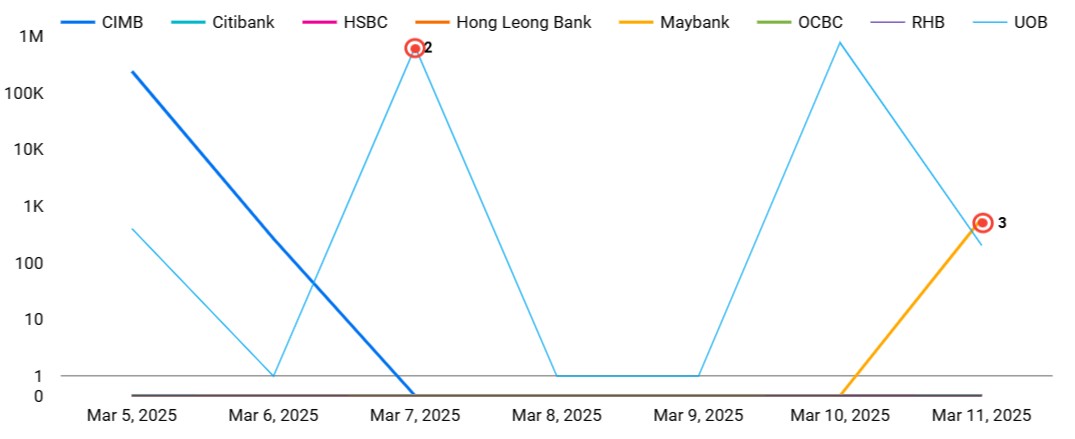 CIMB Citibank HSBC Hong Leong Bank Maybank OCBC RHB UOB
1M
2
100K
10K
1K
3
100
10
1
0
Mar 5, 2025 Mar 6, 2025 Mar 7, 2025 Mar 8, 2025 Mar 9, 2025 Mar 10, 2025 Mar 11, 2025